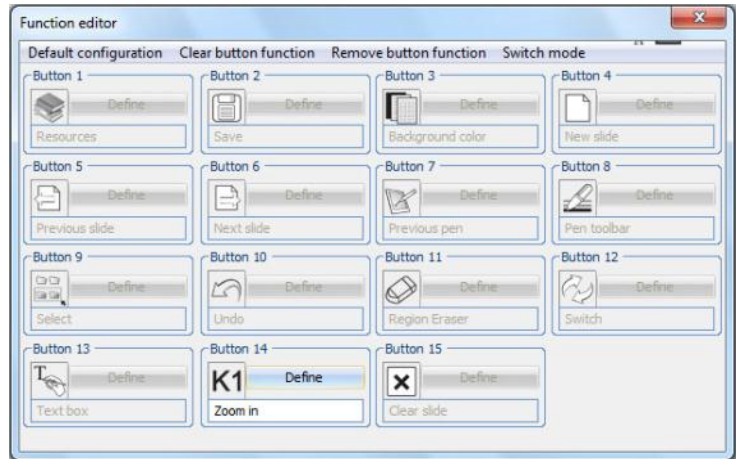 Function editor
Default configuration Clear button function Remove button function Switch mode
Button 1 Button 2 Button 3 Button 4
Define Define Define Define
Resources Save Background color New slide
Button 5 Button 6 Button 7 Button 8
Define Define Define Define
Previous slide Next slide Previous pen Pen toolbar
Button 9 Button 10 Button 11 Button 12
Define Define Define Define
Select Undo Region Eraser Switch
Button 13 Button 14 Button 15
T Define K1 Define Define
Text box Zoom in Clear slide